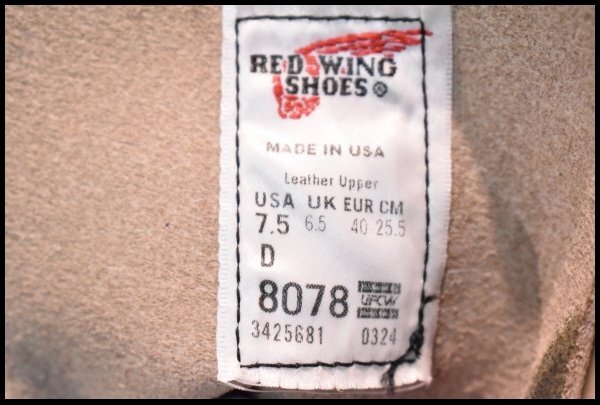 RED WING
SHOES®
MADE IN USA
Leather Upper
USA UK EUR CM
7.5 6.5 40 25.5
D
8078 UFCW
3425681 0324